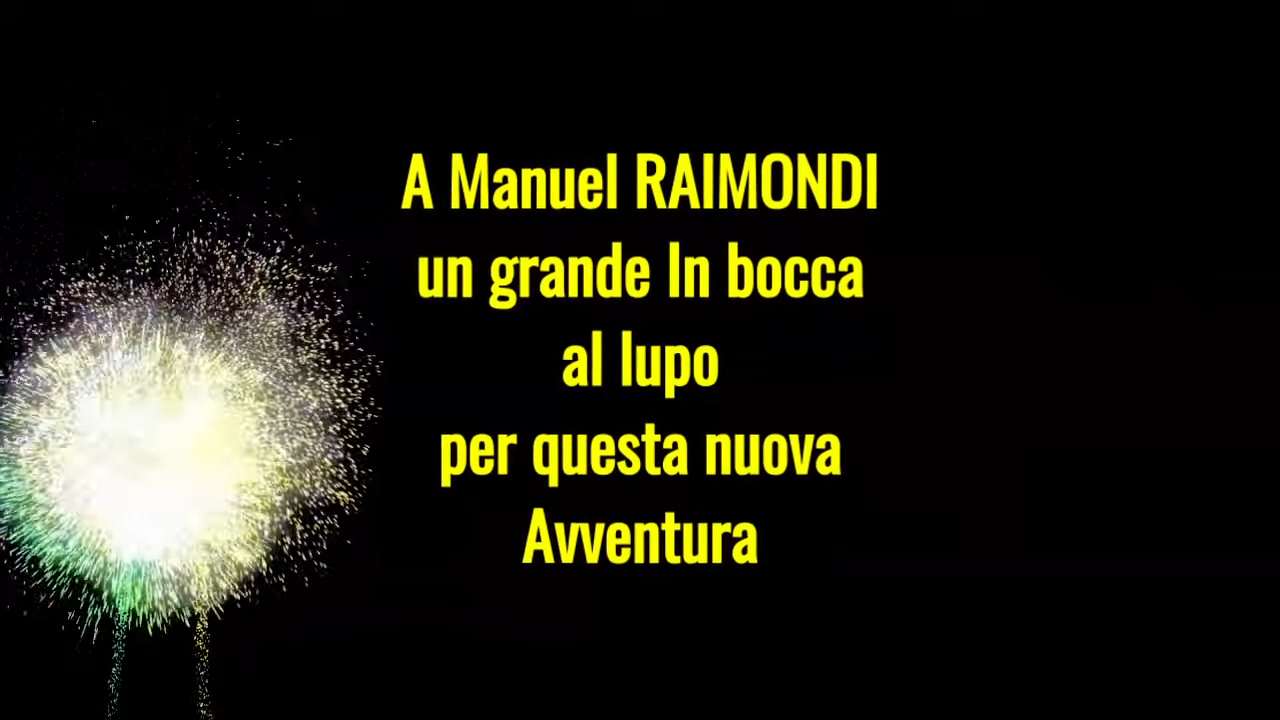 A Manuel RAIMONDI
un grande In bocca
al lupo
per questa nuova
Avventura